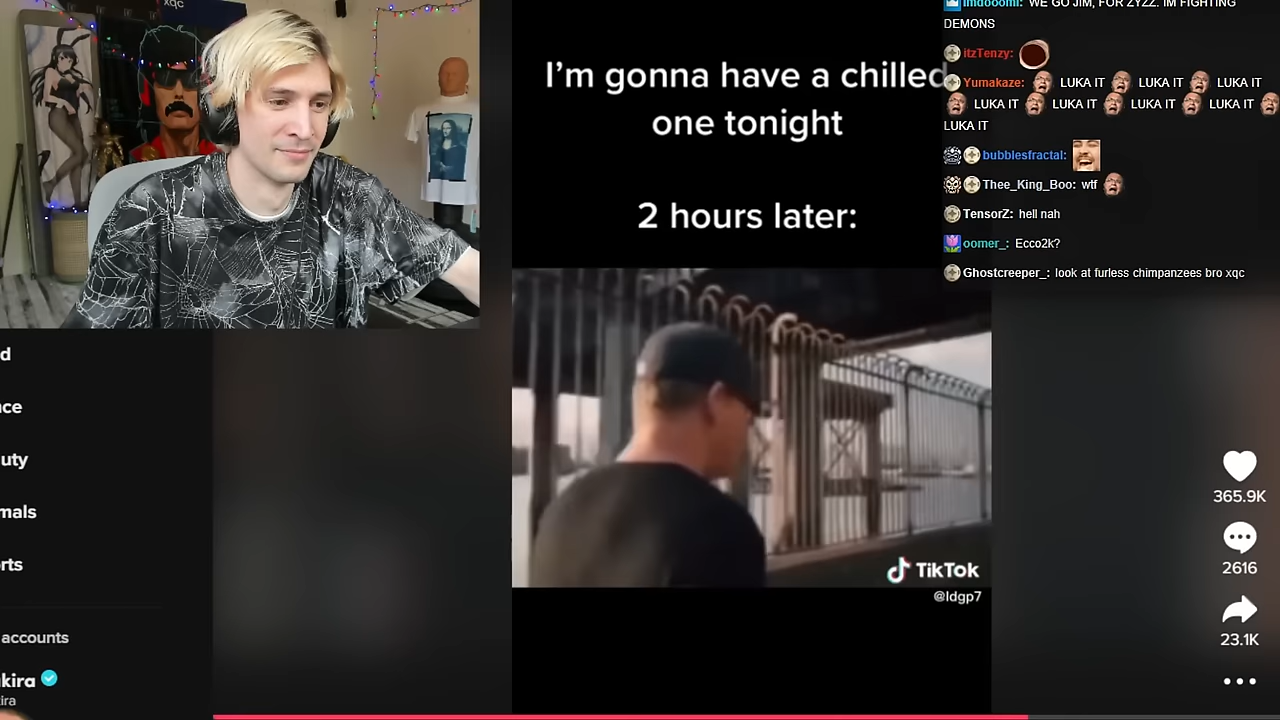 xqc
I'm gonna have a chilled
one tonight
2 hours later:
TikTok
@ldgp7
imdooomi: WE GO JIM, FOR ZYZZ. IM FIGHTING
DEMONS
itzTenzy:
Yumakaze: LUKA IT LUKA IT LUKA IT
LUKA IT LUKA IT LUKA IT LUKA IT
LUKA IT
bubblesfractal:
Thee_King_Boo: wtf
TensorZ: hell nah
oomer_: Ecco2k?
Ghostcreeper_: look at furless chimpanzees bro xqc
d
ce
uty
mals
rts
accounts
kira
ira
365.9K
2616
23.1K